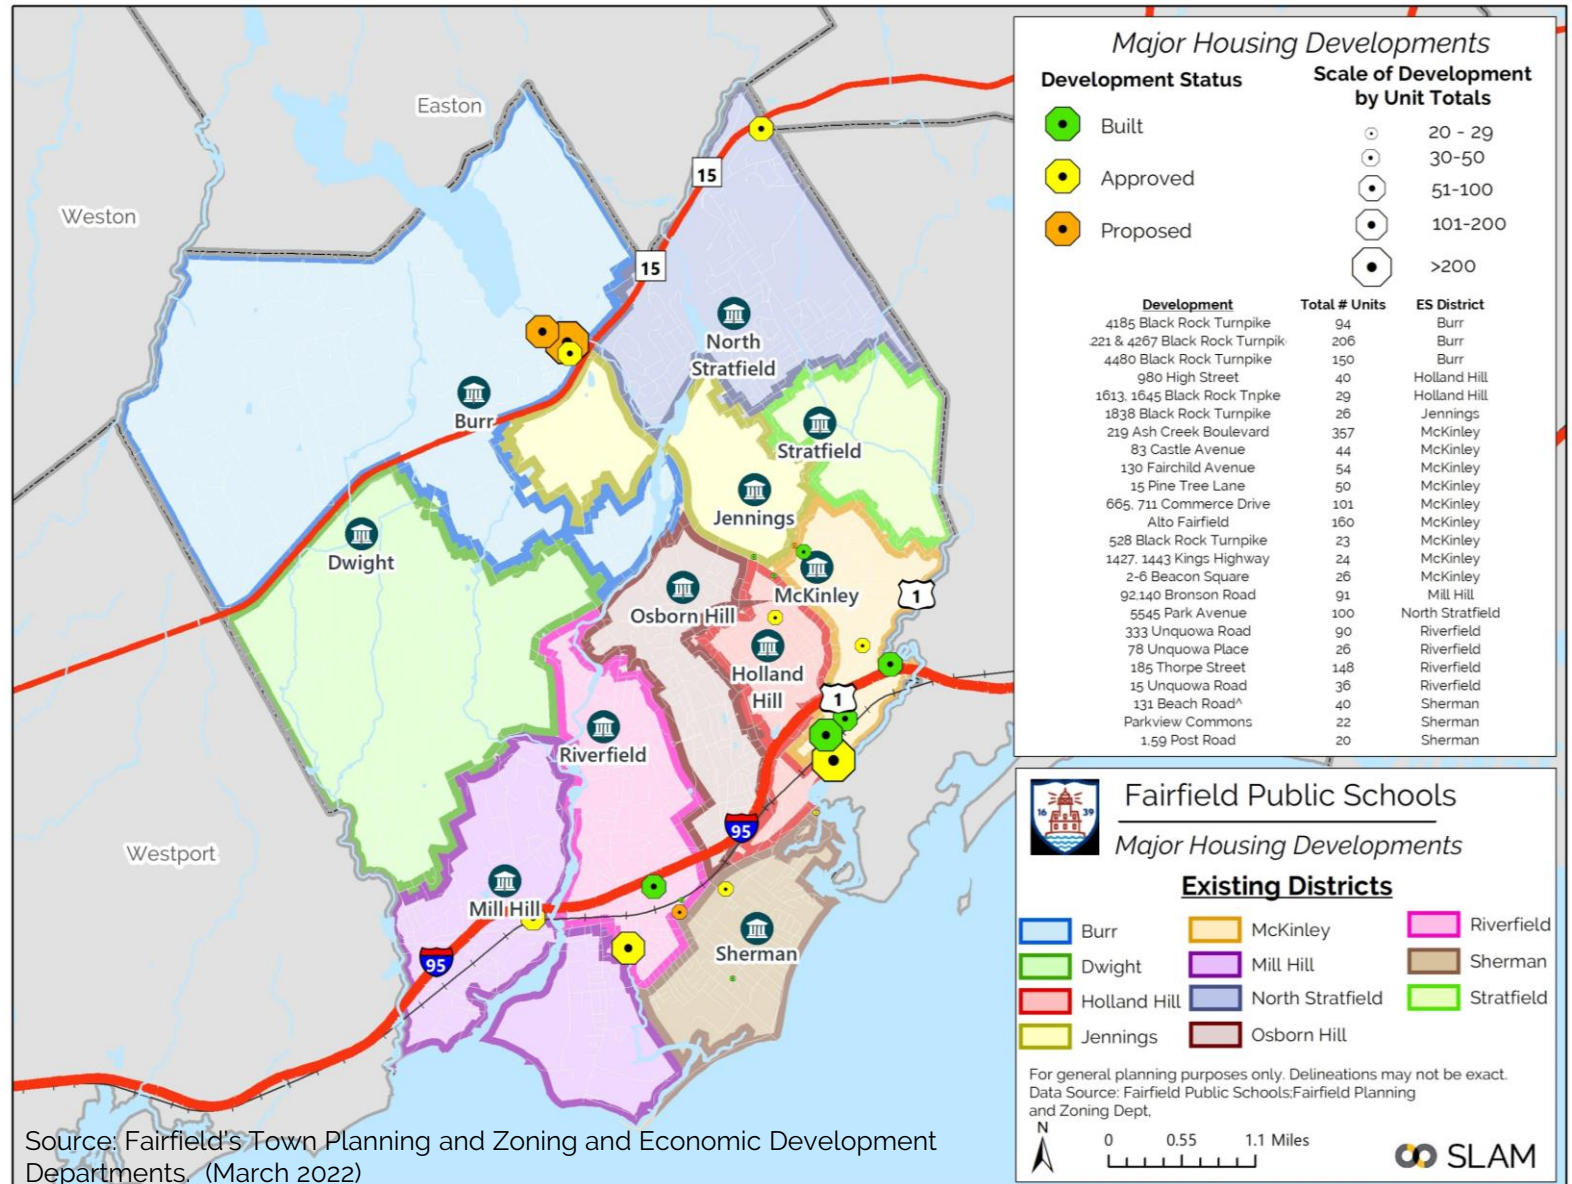 Easton
Weston
Westport
15
15
North
Stratfield
Burr
Stratfield
Jennings
Dwight
McKinley
1
Osborn Hill
Holland
Hill
1
Riverfield
95
Mill Hill
95
Sherman
Source: Fairfield's Town Planning and Zoning and Economic Development
Departments. (March 2022)
Major Housing Developments
Development Status
Built
Approved
Proposed
Scale of Development
by Unit Totals
20 - 29
30-50
51-100
101-200
>200
Development Total # Units ES District
4185 Black Rock Turnpike 94 Burr
.221 & 4267 Black Rock Turnpik 206 Burr
4480 Black Rock Turnpike 150 Burr
980 High Street 40 Holland Hill
1613, 1645 Black Rock Tnpke 29 Holland Hill
1838 Black Rock Turnpike 26 Jennings
219 Ash Creek Boulevard 357 McKinley
83 Castle Avenue 44 McKinley
130 Fairchild Avenue 54 McKinley
15 Pine Tree Lane 50 McKinley
665, 711 Commerce Drive 101 McKinley
Alto Fairfield 160 McKinley
528 Black Rock Turnpike 23 McKinley
1427, 1443 Kings Highway 24 McKinley
2-6 Beacon Square 26 McKinley
92,140 Bronson Road 91 Mill Hill
5545 Park Avenue 100 North Stratfield
333 Unquowa Road 90 Riverfield
78 Unquowa Place 26 Riverfield
185 Thorpe Street 148 Riverfield
15 Unquowa Road 36 Riverfield
131 Beach Road^ 40 Sherman
Parkview Commons 22 Sherman
1,59 Post Road 20 Sherman
16 39
Fairfield Public Schools
Major Housing Developments
Existing Districts
Burr
Dwight
Holland Hill
Jennings
McKinley
Mill Hill
North Stratfield
Osborn Hill
Riverfield
Sherman
Stratfield
For general planning purposes only. Delineations may not be exact.
Data Source: Fairfield Public Schools;Fairfield Planning
and Zoning Dept,
N
0 0.55 1.1 Miles
SLAM